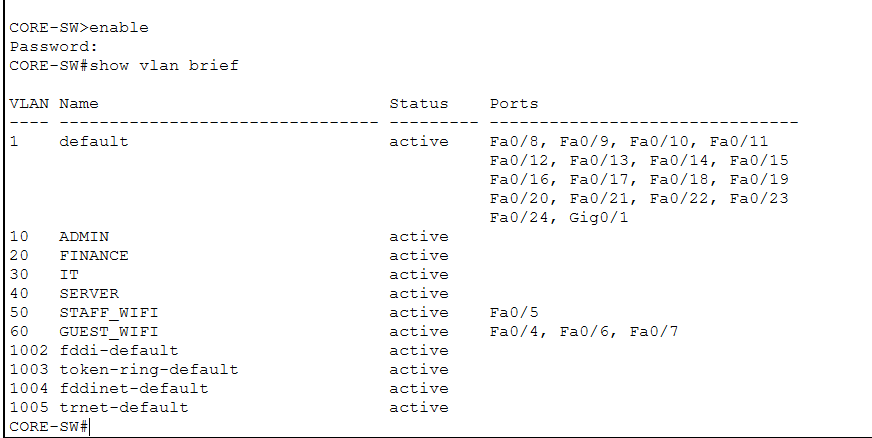 CORE-SW>enable
Password:
CORE-SW#show vlan brief
VLAN Name                             Status    Ports
---- -------------------------------- --------- -------------------------------
1    default                          active    Fa0/8, Fa0/9, Fa0/10, Fa0/11
                                                Fa0/12, Fa0/13, Fa0/14, Fa0/15
                                                Fa0/16, Fa0/17, Fa0/18, Fa0/19
                                                Fa0/20, Fa0/21, Fa0/22, Fa0/23
                                                Fa0/24, Gig0/1
10   ADMIN                            active
20   FINANCE                          active
30   IT                               active
40   SERVER                           active
50   STAFF_WIFI                       active    Fa0/5
60   GUEST_WIFI                       active    Fa0/4, Fa0/6, Fa0/7
1002 fddi-default                     active
1003 token-ring-default               active
1004 fddinet-default                  active
1005 trnet-default                    active
CORE-SW#